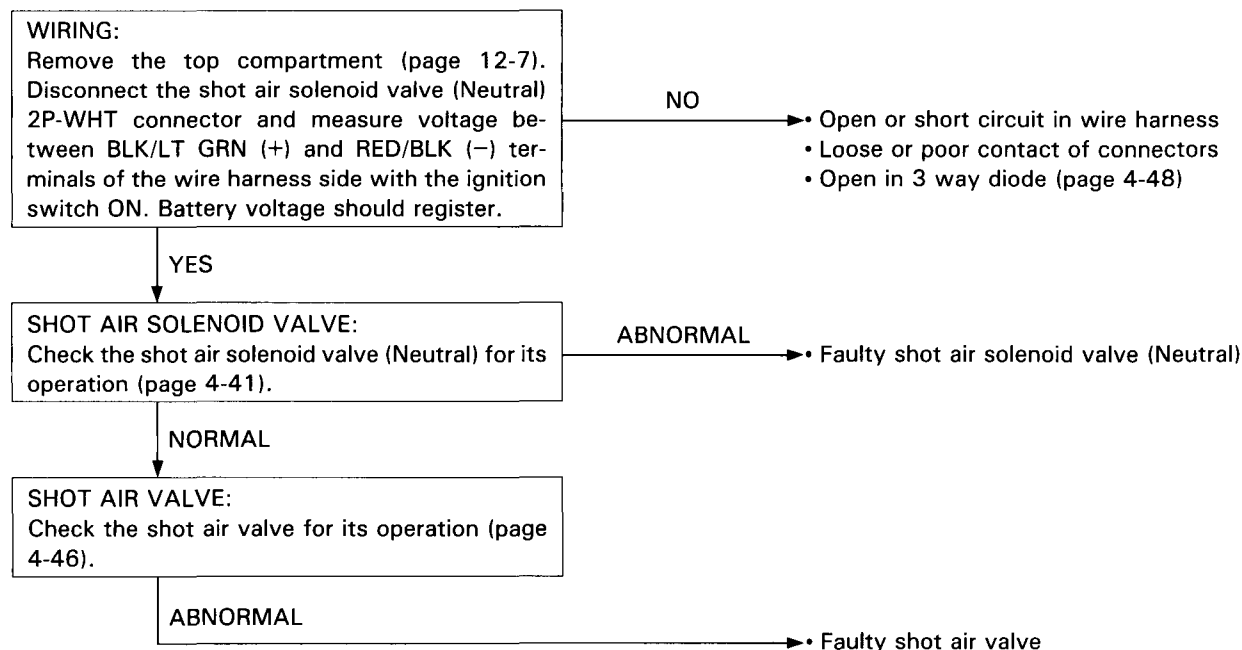 WIRING:
Remove the top compartment (page 12-7).
Disconnect the shot air solenoid valve (Neutral)
2P-WHT connector and measure voltage be-
tween BLK/LT GRN (+) and RED/BLK (−) ter-
minals of the wire harness side with the ignition
switch ON. Battery voltage should register.
NO
• Open or short circuit in wire harness
• Loose or poor contact of connectors
• Open in 3 way diode (page 4-48)
YES
SHOT AIR SOLENOID VALVE:
Check the shot air solenoid valve (Neutral) for its
operation (page 4-41).
ABNORMAL
• Faulty shot air solenoid valve (Neutral)
NORMAL
SHOT AIR VALVE:
Check the shot air valve for its operation (page
4-46).
ABNORMAL
• Faulty shot air valve